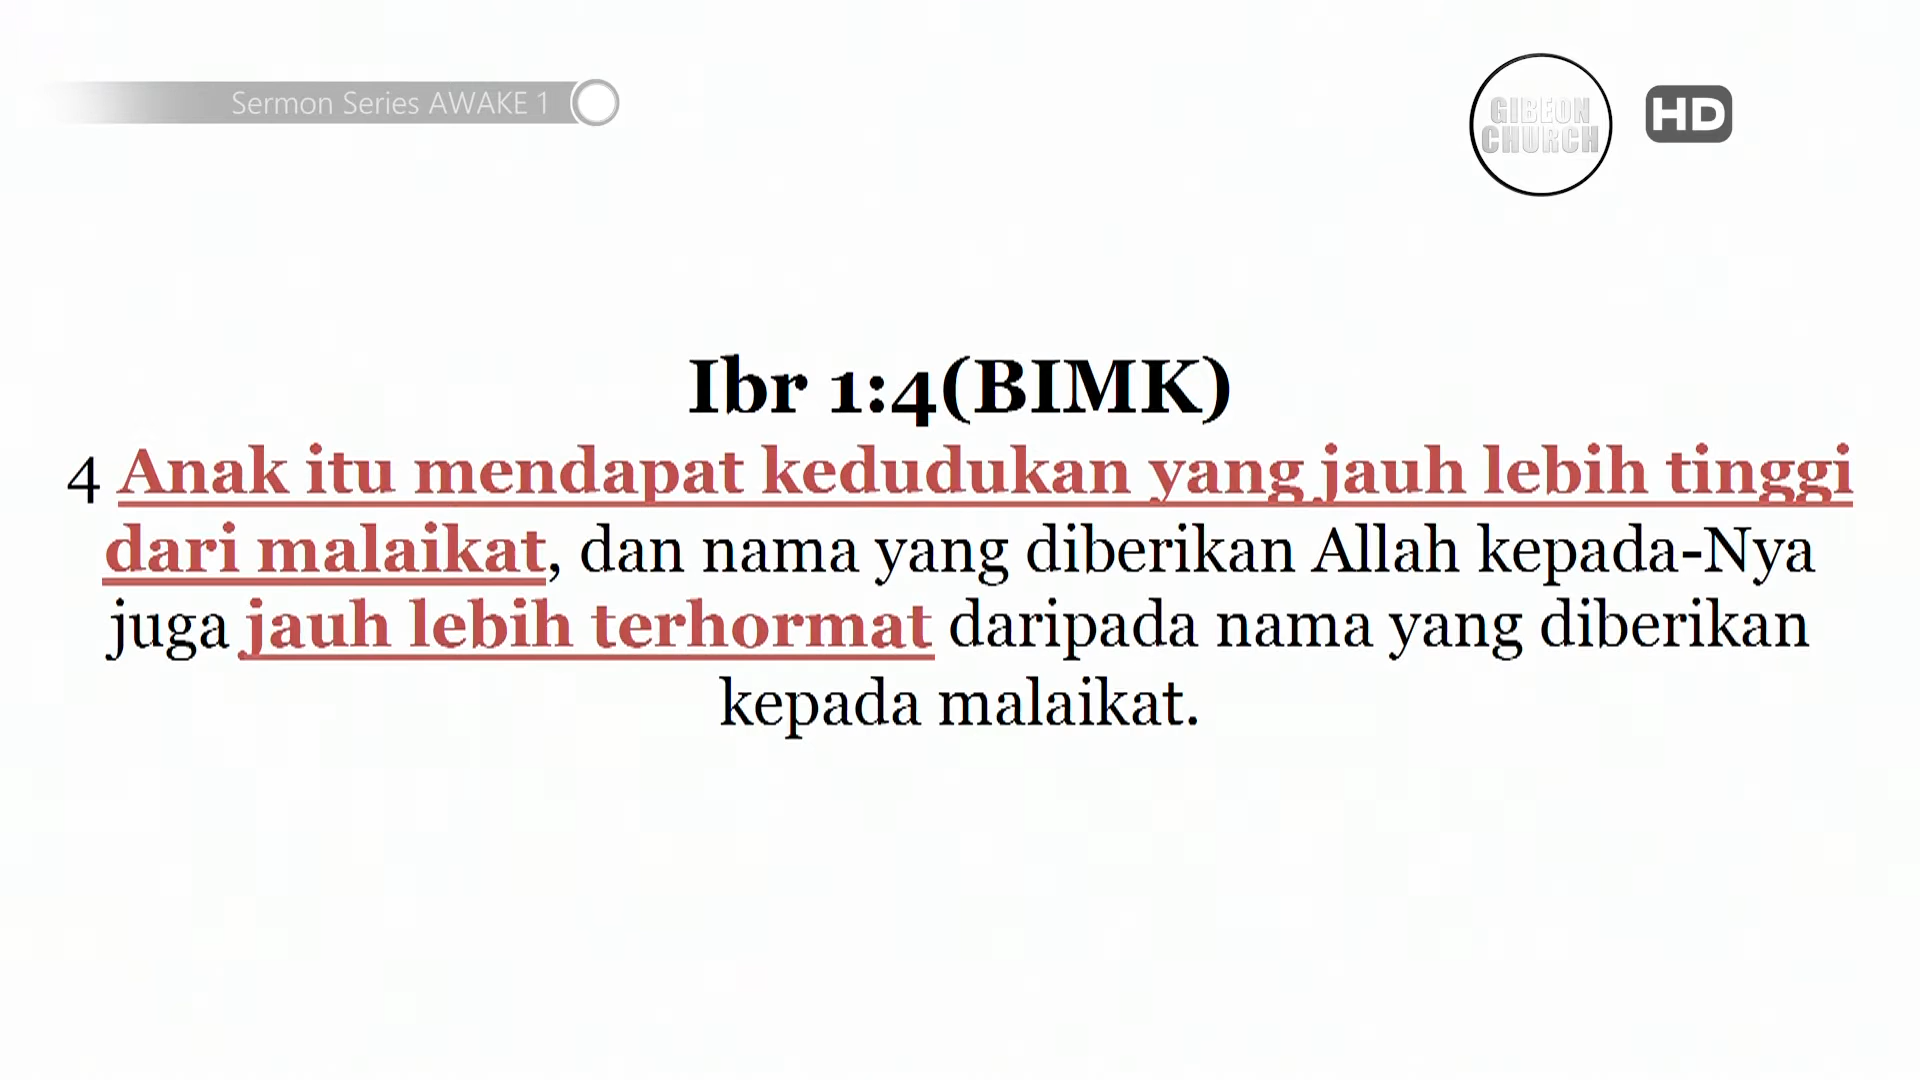 Sermon Series AWAKE 1
GIBEON
CHURCH
HD
Ibr 1:4(BIMK)
4 Anak itu mendapat kedudukan yang jauh lebih tinggi
dari malaikat, dan nama yang diberikan Allah kepada-Nya
juga jauh lebih terhormat daripada nama yang diberikan
kepada malaikat.